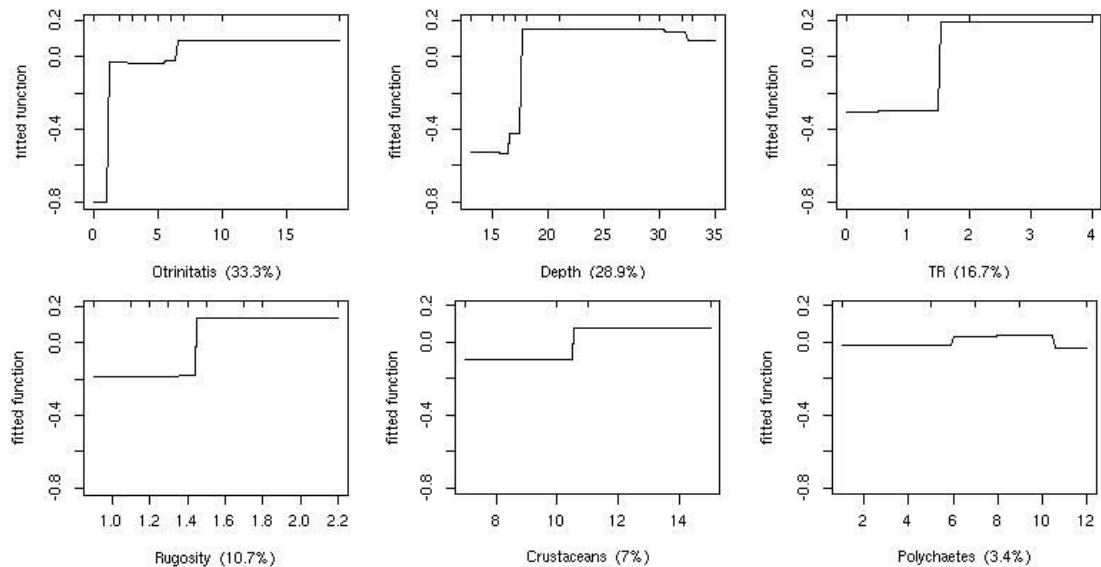 0.2 0.0 -0.4 -0.8
fitted function
0 5 10 15
Otrinitatis (33.3%)
0.2 0.0 -0.4 -0.8
fitted function
15 20 25 30 35
Depth (28.9%)
0.2 0.0 -0.4 -0.8
fitted function
0 1 2 3 4
TR (16.7%)
0.2 0.0 -0.4 -0.8
fitted function
1.0 1.2 1.4 1.6 1.8 2.0 2.2
Rugosity (10.7%)
0.2 0.0 -0.4 -0.8
fitted function
8 10 12 14
Crustaceans (7%)
0.2 0.0 -0.4 -0.8
fitted function
2 4 6 8 10 12
Polychaetes (3.4%)